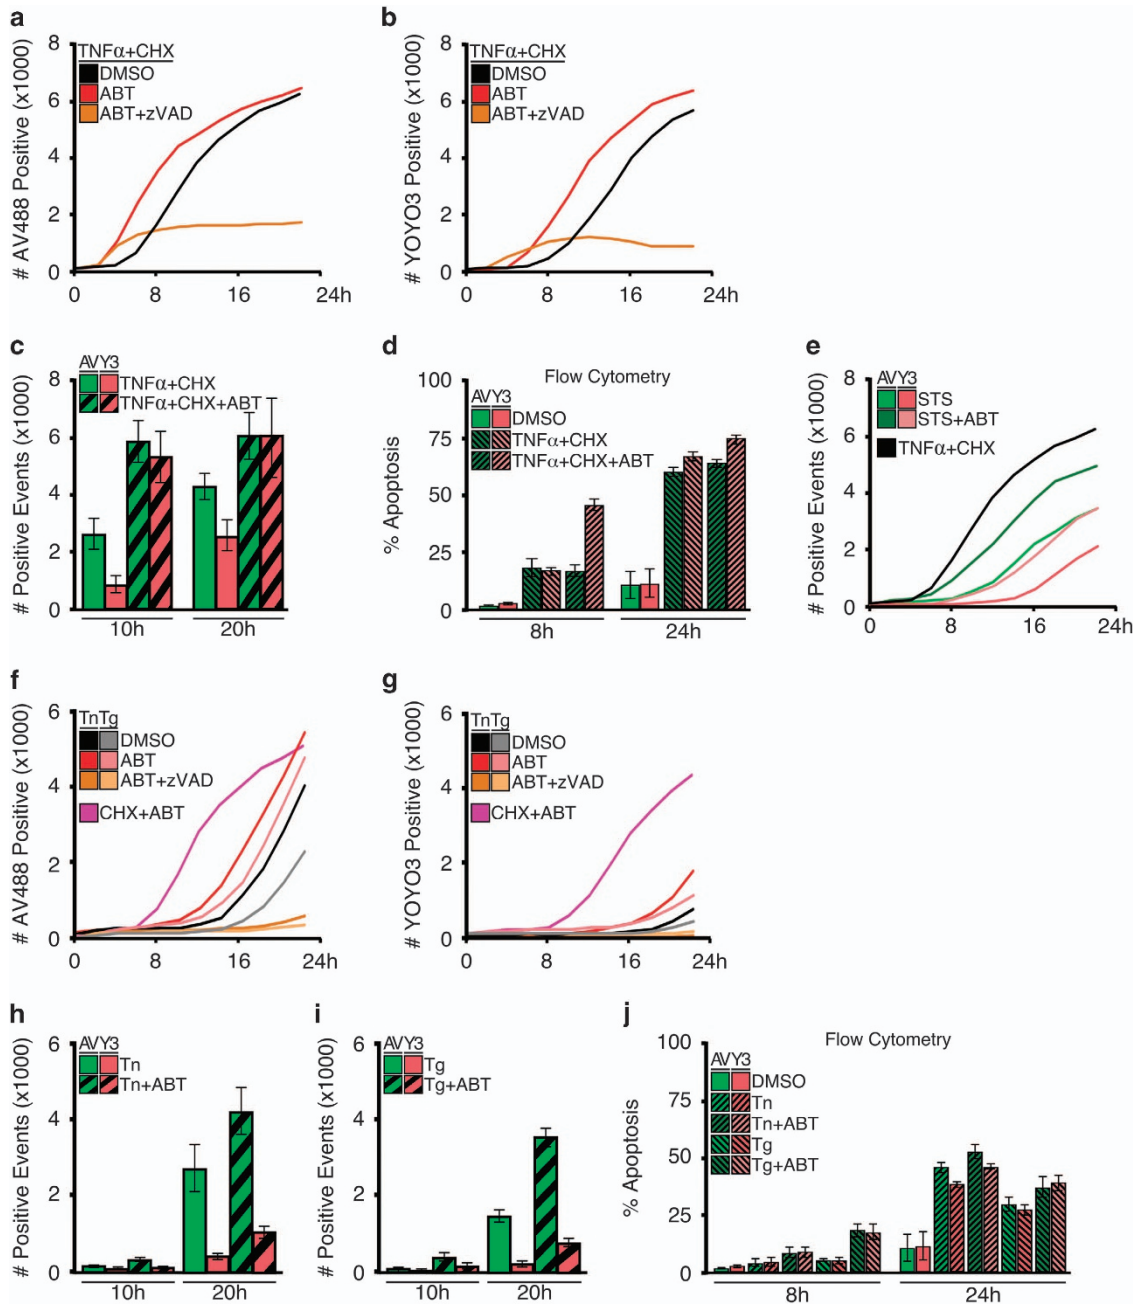 a
# AV488 Positive (x1000)
8
6
4
2
0
0 8 16 24h
TNFα+CHX
DMSO
ABT
ABT+zVAD
b
# YOYO3 Positive (x1000)
8
6
4
2
0
0 8 16 24h
TNFα+CHX
DMSO
ABT
ABT+zVAD
c
# Positive Events (x1000)
8
6
4
2
0
AVY3
TNFα+CHX
TNFα+CHX+ABT
10h 20h
d
% Apoptosis
100
75
50
25
0
Flow Cytometry
AVY3
DMSO
TNFα+CHX
TNFα+CHX+ABT
8h 24h
e
# Positive Events (x1000)
8
6
4
2
0
0 8 16 24h
AVY3
STS
STS+ABT
TNFα+CHX
f
# AV488 Positive (x1000)
6
4
2
0
0 8 16 24h
TnTg
DMSO
ABT
ABT+zVAD
CHX+ABT
g
# YOYO3 Positive (x1000)
6
4
2
0
0 8 16 24h
TnTg
DMSO
ABT
ABT+zVAD
CHX+ABT
h
# Positive Events (x1000)
6
4
2
0
AVY3
Tn
Tn+ABT
10h 20h
i
# Positive Events (x1000)
6
4
2
0
AVY3
Tg
Tg+ABT
10h 20h
j
% Apoptosis
100
75
50
25
0
Flow Cytometry
AVY3
DMSO
Tn
Tn+ABT
Tg
Tg+ABT
8h 24h